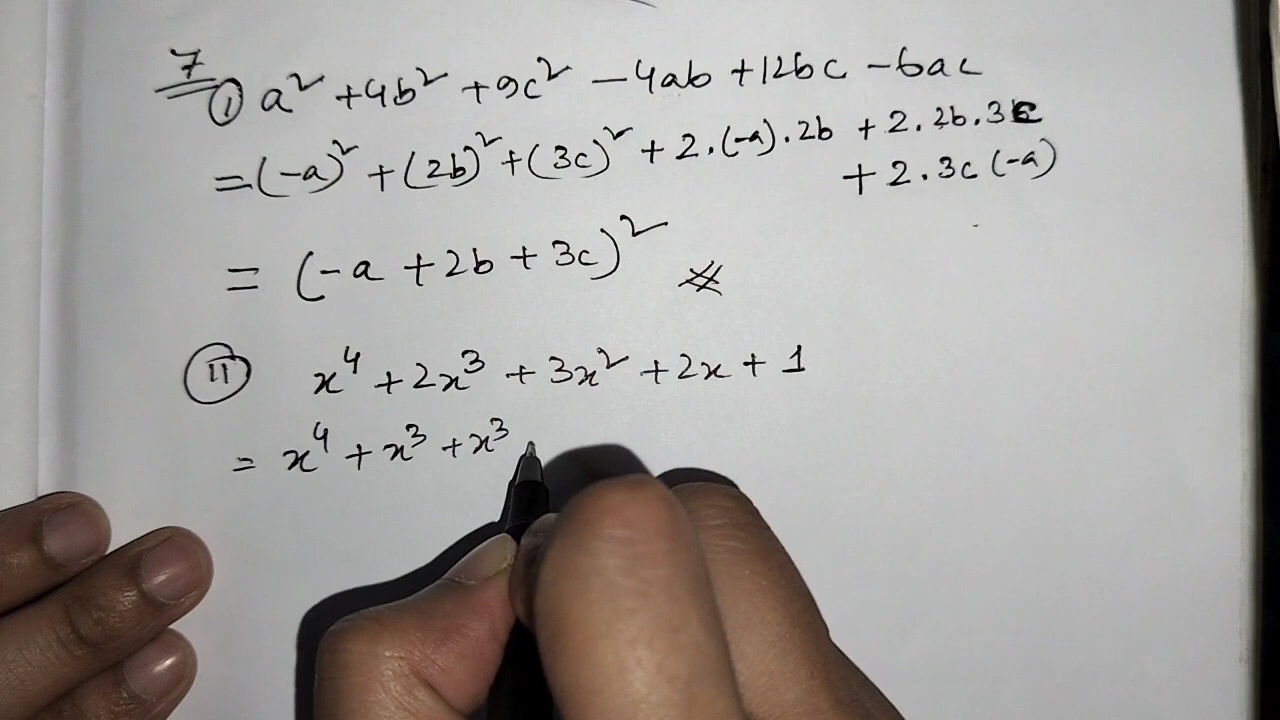 7
(i) a² + 4b² + 9c² - 4ab + 12bc - 6ac
= (-a)² + (2b)² + (3c)² + 2.(-a).2b + 2.2b.3c
+ 2.3c (-a)
= (-a + 2b + 3c)²
(ii) x⁴ + 2x³ + 3x² + 2x + 1
= x⁴ + x³ + x³